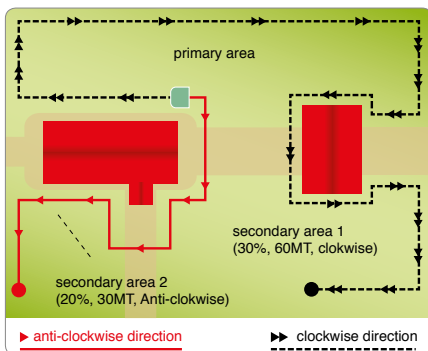 primary area
secondary area 1
(30%, 60MT, clokwise)
secondary area 2
(20%, 30MT, Anti-clokwise)
anti-clockwise direction
clockwise direction